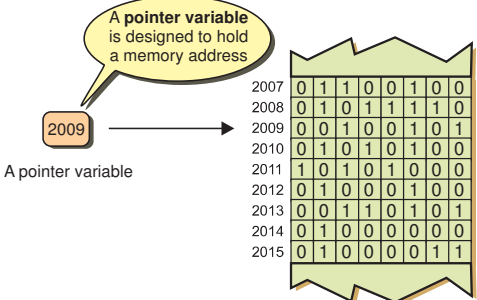 A pointer variable
is designed to hold
a memory address
2009
A pointer variable
2007 0 1 1 0 0 1 0 0
2008 0 1 0 1 1 1 1 0
2009 0 0 1 0 0 1 0 1
2010 0 1 0 1 0 1 0 0
2011 1 0 1 0 1 0 0 0
2012 0 1 0 0 0 1 0 0
2013 0 0 1 1 0 1 0 1
2014 0 1 0 0 0 0 0 0
2015 0 1 0 0 0 0 1 1